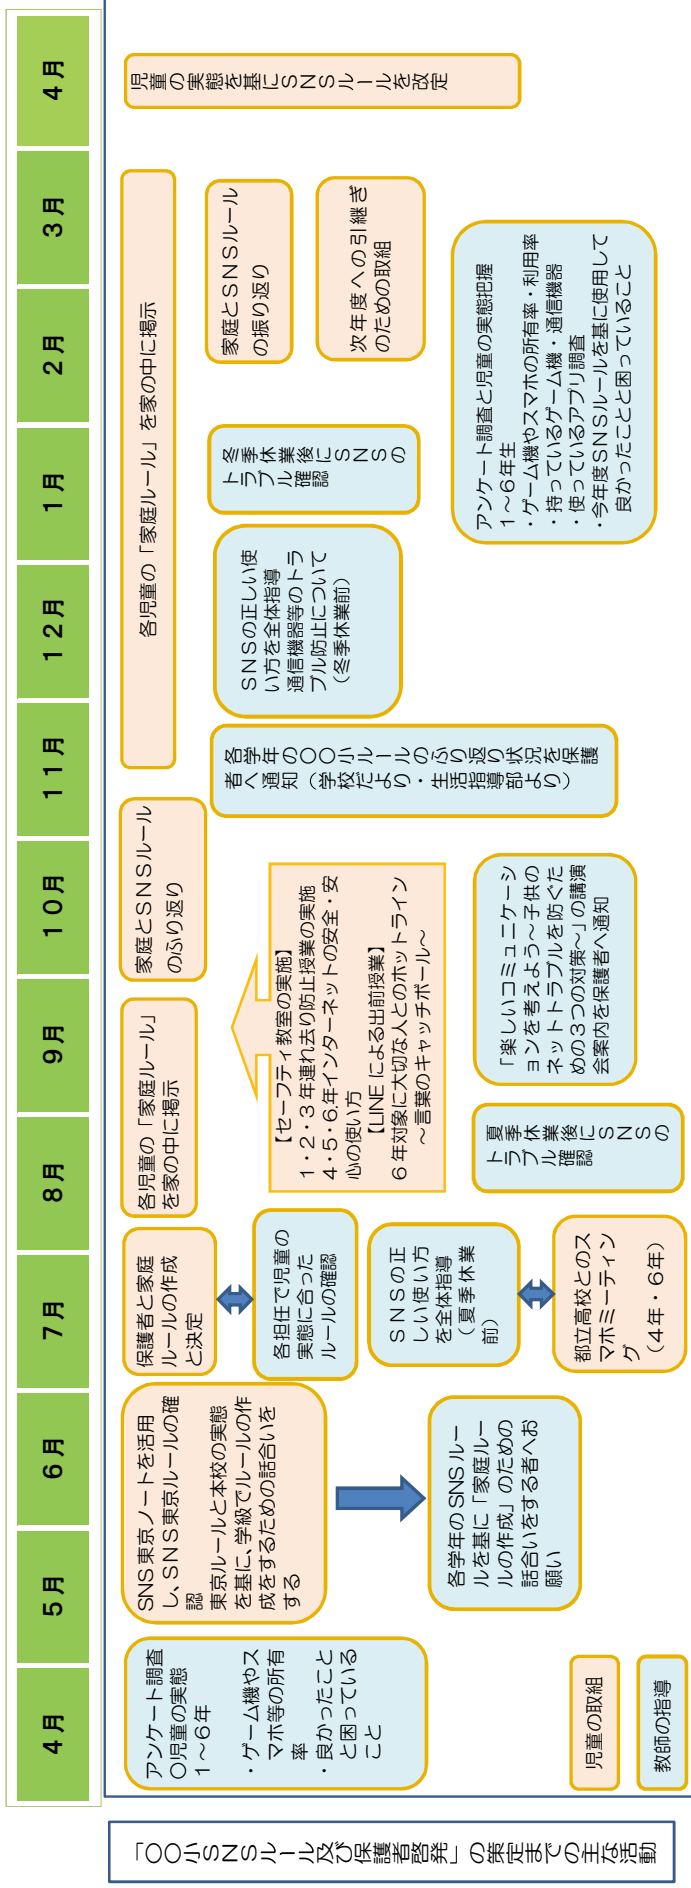 「〇〇小SNSルール及び保護者啓発」の策定までの主な活動
4月
5月
6月
7月
8月
9月
10月
11月
12月
1月
2月
3月
4月
アンケート調査
〇児童の実態
1～6年
・ゲーム機やス
マホ等の所有
率
・良かったこと
と困っている
こと
児童の取組
教師の指導
SNS東京ノートを活用
し、SNS東京ルールの確
認
東京ルールと本校の実態
を基に、学級でルールの作
成をするための話合いを
する
各学年のSNSルー
ルを基に「家庭ルー
ルの作成」のための
話合いをする者へお
願い
保護者と家庭
ルールの作成
と決定
各担任で児童の
実態に合った
ルールの確認
SNSの正
しい使い方
を全体指導
（夏季休業
前）
都立高校とのス
マホミーティン
グ
（4年・6年）
各児童の「家庭ルール」
を家の中に掲示
【セーフティ教室の実施】
1・2・3年連れ去り防止授業の実施
4・5・6年インターネットの安全・安
心の使い方
【LINEによる出前授業】
6年対象に大切な人とのホットライン
～言葉のキャッチボール～
夏季休業後にSNSの
トラブル確認
「楽しいコミュニケーシ
ョンを考えよう～子供の
ネットトラブルを防ぐた
めの3つの対策～」の講演
会案内を保護者へ通知
家庭とSNSルール
のふり返り
各学年の〇〇小ルールのふり返り状況を保護
者へ通知（学校だより・生活指導部より）
各児童の「家庭ルール」を家の中に掲示
SNSの正しい使
い方を全体指導
通信機器等のトラ
ブル防止について
（冬季休業前）
冬季休業後にSNSの
トラブル確認
家庭とSNSルール
の振り返り
次年度への引継ぎ
のための取組
アンケート調査と児童の実態把握
1～6年生
・ゲーム機やスマホの所有率・利用率
・持っているゲーム機・通信機器
・使っているアプリ調査
・今年度SNSルールを基に使用して
良かったことと困っていること
児童の実態を基にSNSルールを改定